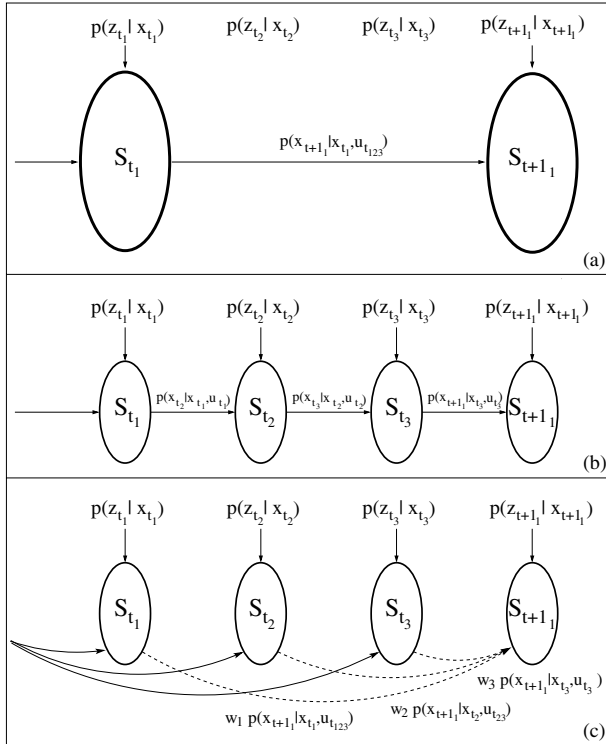 p(z_{t_1} | x_{t_1}) p(z_{t_2} | x_{t_2}) p(z_{t_3} | x_{t_3}) p(z_{t+1_1} | x_{t+1_1})
p(x_{t+1_1}|x_{t_1},u_{t_{123}})
S_{t_1} S_{t+1_1}
(a)
p(z_{t_1} | x_{t_1}) p(z_{t_2} | x_{t_2}) p(z_{t_3} | x_{t_3}) p(z_{t+1_1} | x_{t+1_1})
p(x_{t_2}|x_{t_1},u_{t_1}) p(x_{t_3}|x_{t_2},u_{t_2}) p(x_{t+1_1}|x_{t_3},u_{t_3})
S_{t_1} S_{t_2} S_{t_3} S_{t+1_1}
(b)
p(z_{t_1} | x_{t_1}) p(z_{t_2} | x_{t_2}) p(z_{t_3} | x_{t_3}) p(z_{t+1_1} | x_{t+1_1})
S_{t_1} S_{t_2} S_{t_3} S_{t+1_1}
w_3 p(x_{t+1_1}|x_{t_3},u_{t_3} )
w_1 p(x_{t+1_1}|x_{t_1},u_{t_{123}}) w_2 p(x_{t+1_1}|x_{t_2},u_{t_{23}})
(c)